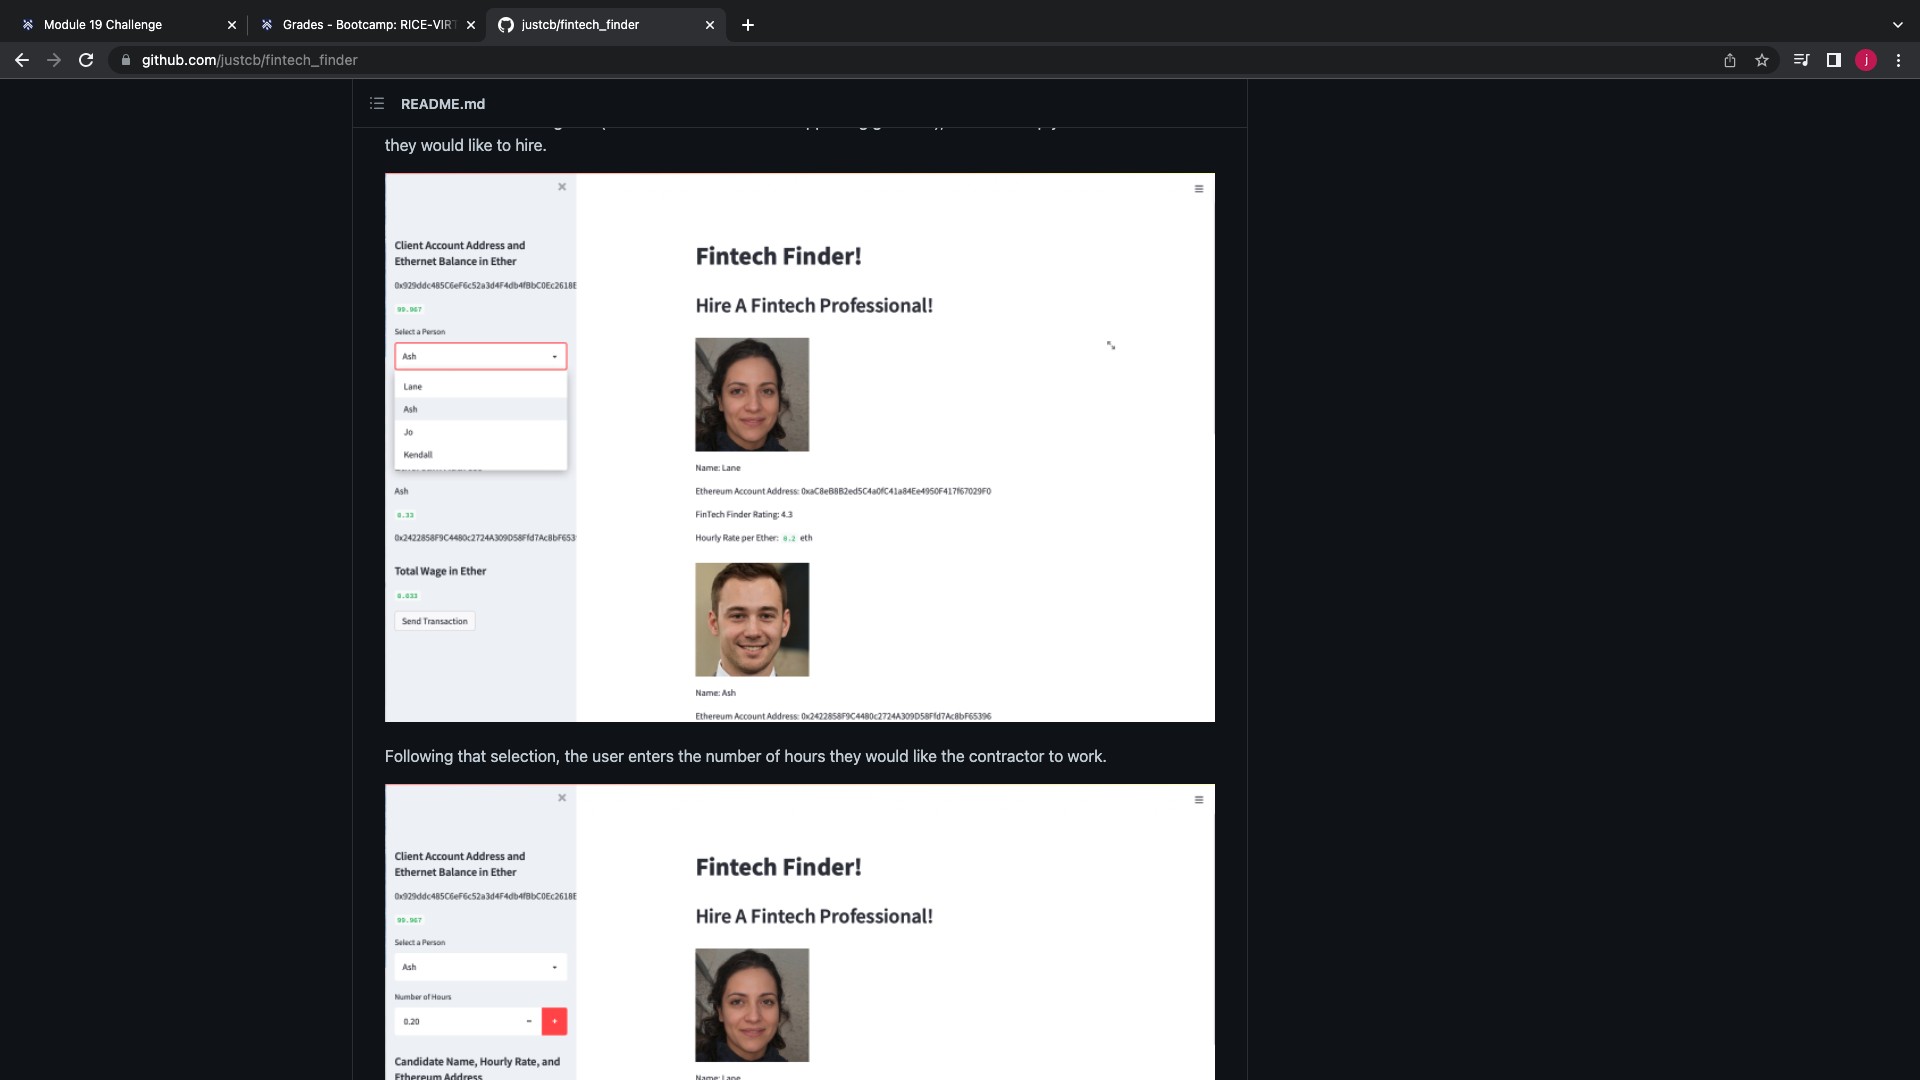 Module 19 Challenge
Grades - Bootcamp: RICE-VIRT
justcb/fintech_finder
github.com/justcb/fintech_finder
j
README.md
they would like to hire.
Client Account Address and
Ethernet Balance in Ether
0x929ddc485C6eF6c52a3d4F4db4fBbC0Ec2618E
99.967
Select a Person
Ash
Lane
Ash
Jo
Kendall
Ash
0.33
0x2422858F9C4480c2724A309D58Ffd7Ac8bF6539
Total Wage in Ether
0.033
Send Transaction
Fintech Finder!
Hire A Fintech Professional!
Name: Lane
Ethereum Account Address: 0xaC8eB8B2ed5C4a0fC41a84Ee4950F417f67029F0
FinTech Finder Rating: 4.3
Hourly Rate per Ether: 0.2 eth
Name: Ash
Ethereum Account Address: 0x2422858F9C4480c2724A309D58Ffd7Ac8bF65396
Following that selection, the user enters the number of hours they would like the contractor to work.
Client Account Address and
Ethernet Balance in Ether
0x929ddc485C6eF6c52a3d4F4db4fBbC0Ec2618E
99.967
Select a Person
Ash
Number of Hours
0.20
Candidate Name, Hourly Rate, and
Ethereum Address
Fintech Finder!
Hire A Fintech Professional!
Name: Lane